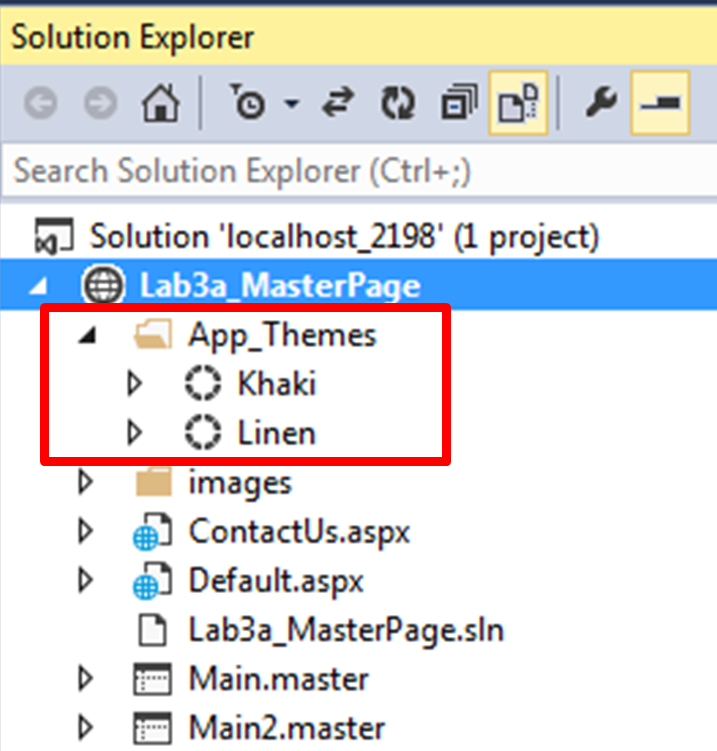 Solution Explorer
Search Solution Explorer (Ctrl+;)
Solution 'localhost_2198' (1 project)
Lab3a_MasterPage
App_Themes
Khaki
Linen
images
ContactUs.aspx
Default.aspx
Lab3a_MasterPage.sln
Main.master
Main2.master